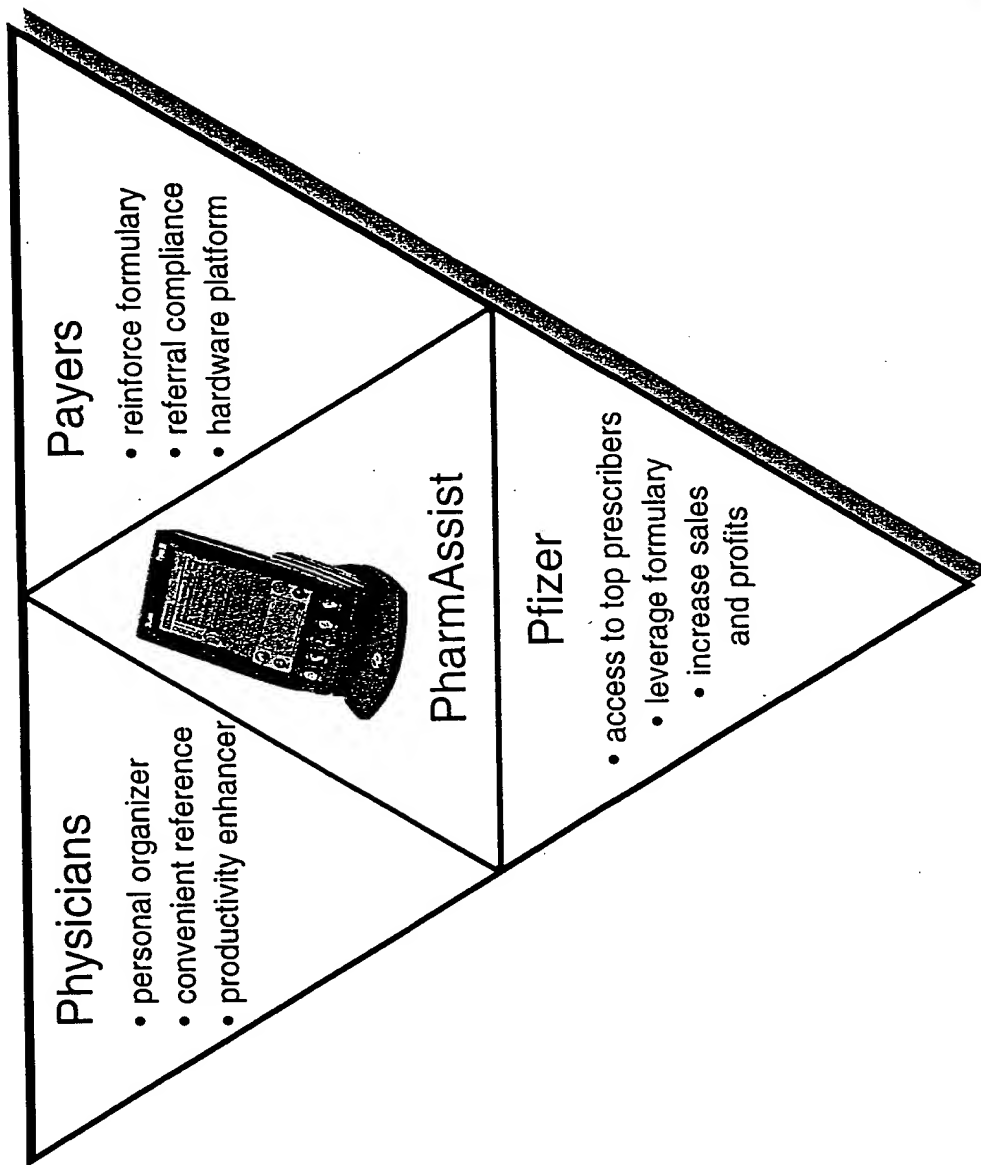 Physicians
• personal organizer
• convenient reference
• productivity enhancer
Payers
• reinforce formulary
• referral compliance
• hardware platform
PharmAssist
Pfizer
• access to top prescribers
• leverage formulary
• increase sales
and profits